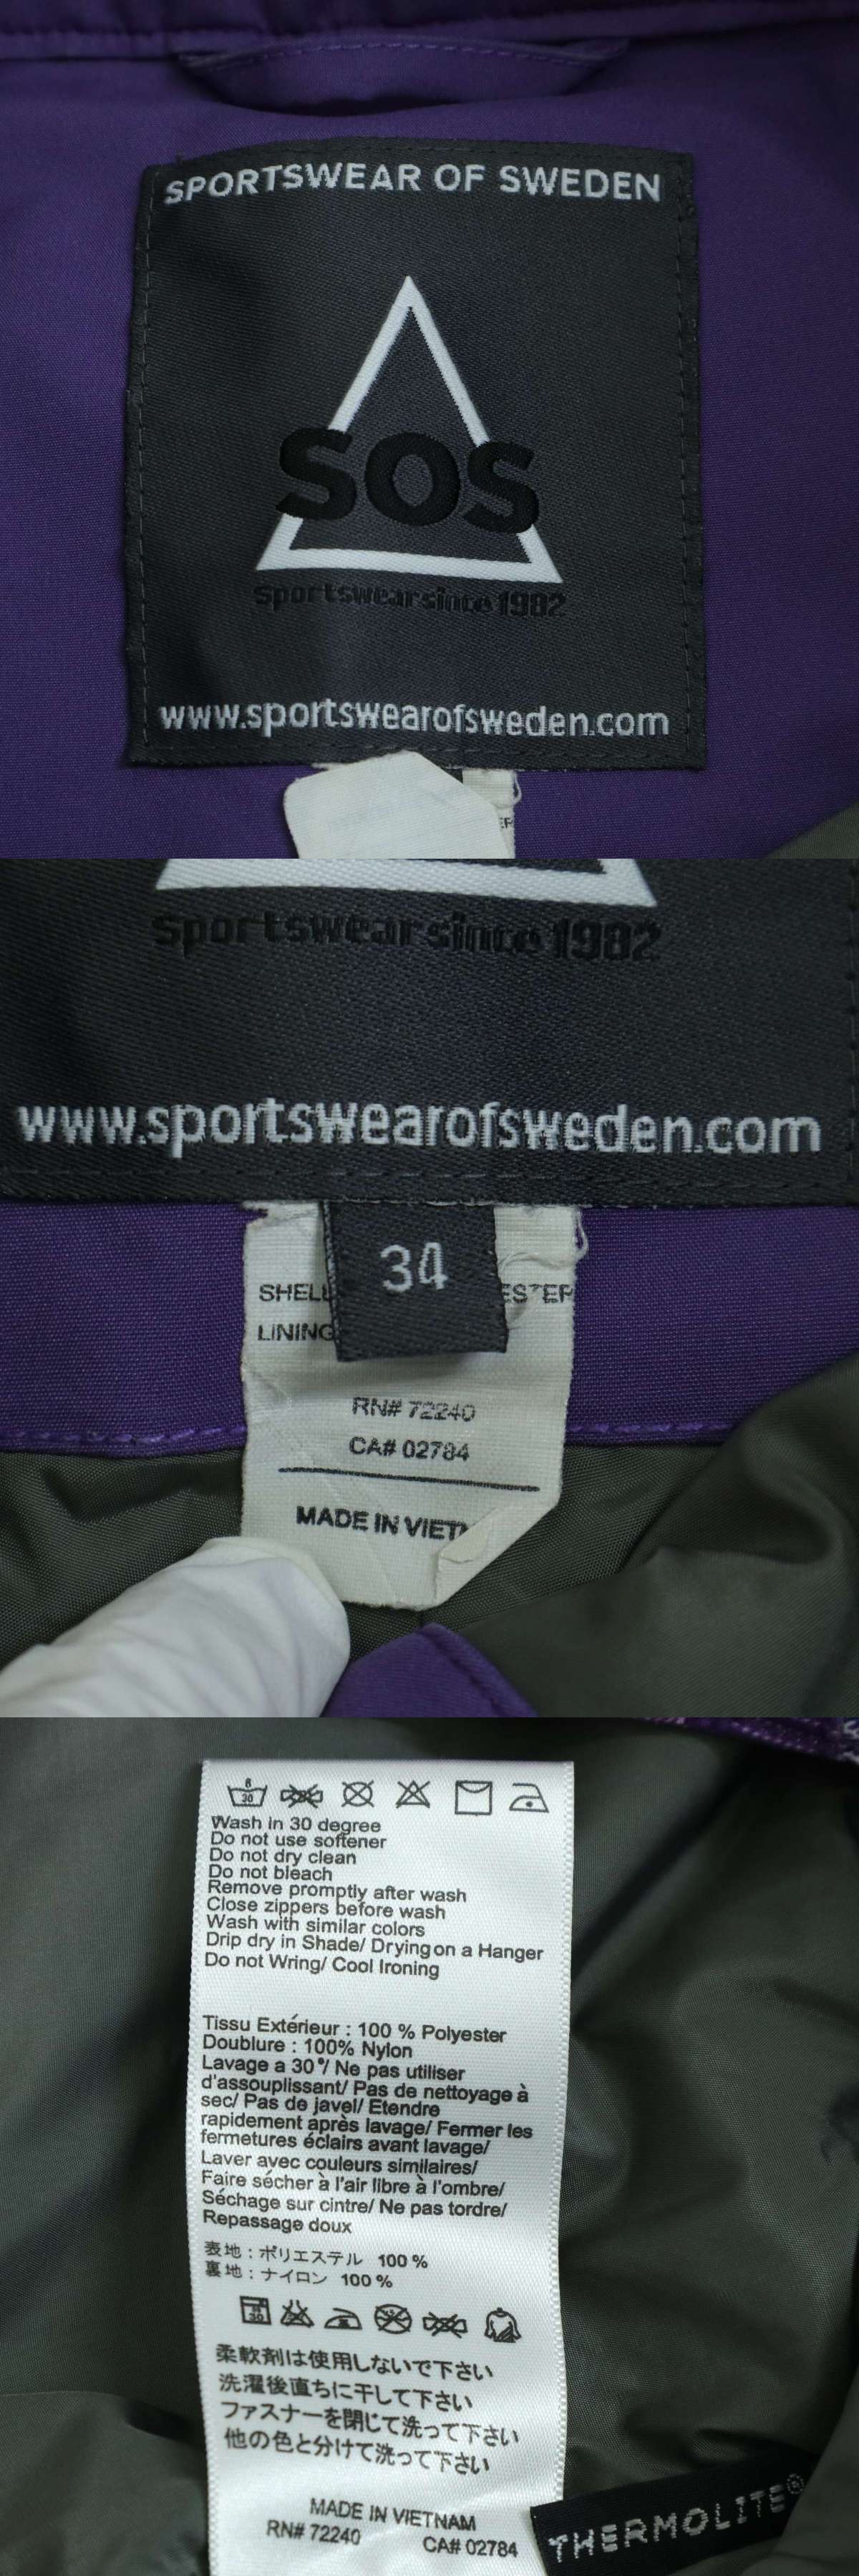 SPORTSWEAR OF SWEDEN
SOS
Sportswear since 1982
www.sportswearofsweden.com
ER
Sportswear since 1982
www.sportswearofsweden.com
34
SHELL ESTER
LINING
RN# 72240
CA# 02784
MADE IN VIETN
8
30
Wash in 30 degree
Do not use softener
Do not dry clean
Do not bleach
Remove promptly after wash
Close zippers before wash
Wash with similar colors
Drip dry in Shade/ Drying on a Hanger
Do not Wring/ Cool Ironing
Tissu Extérieur : 100 % Polyester
Doublure : 100% Nylon
Lavage a 30°/ Ne pas utiliser
d'assouplissant/ Pas de nettoyage à
sec/ Pas de javel/ Etendre
rapidement après lavage/ Fermer les
fermetures éclairs avant lavage/
Laver avec couleurs similaires/
Faire sécher à l'air libre à l'ombre/
Séchage sur cintre/ Ne pas tordre/
Repassage doux
表地 : ポリエステル 100 %
裏地 : ナイロン 100 %
30
柔軟剤は使用しないで下さい
洗濯後直ちに干して下さい
ファスナーを閉じて洗って下さい
他の色と分けて洗って下さい
MADE IN VIETNAM
RN# 72240 CA# 02784
THERMOLITE®